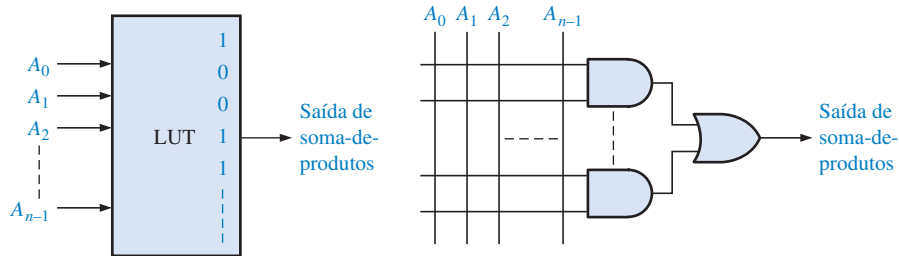 A0
A1
A2
An–1
LUT
1
0
0
1
1
Saída de
soma-de-
produtos
A0 A1 A2 An–1
Saída de
soma-de-
produtos